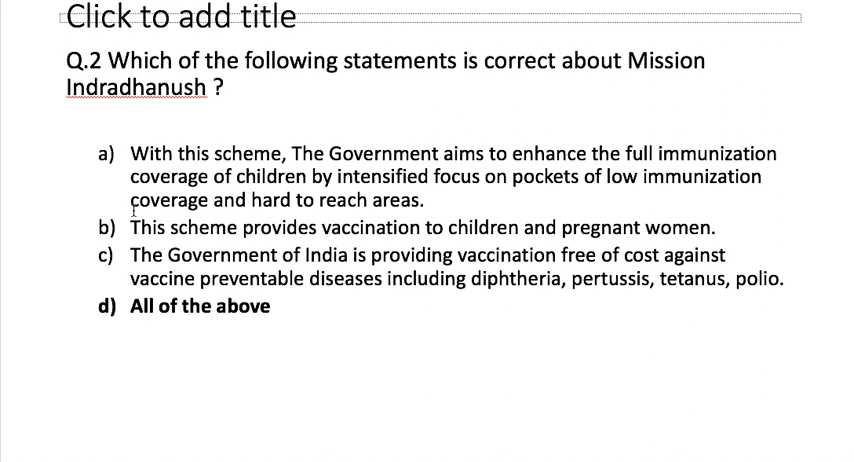 Click to add title
Q.2 Which of the following statements is correct about Mission
Indradhanush ?
a) With this scheme, The Government aims to enhance the full immunization
coverage of children by intensified focus on pockets of low immunization
coverage and hard to reach areas.
b) This scheme provides vaccination to children and pregnant women.
c) The Government of India is providing vaccination free of cost against
vaccine preventable diseases including diphtheria, pertussis, tetanus, polio.
d) All of the above